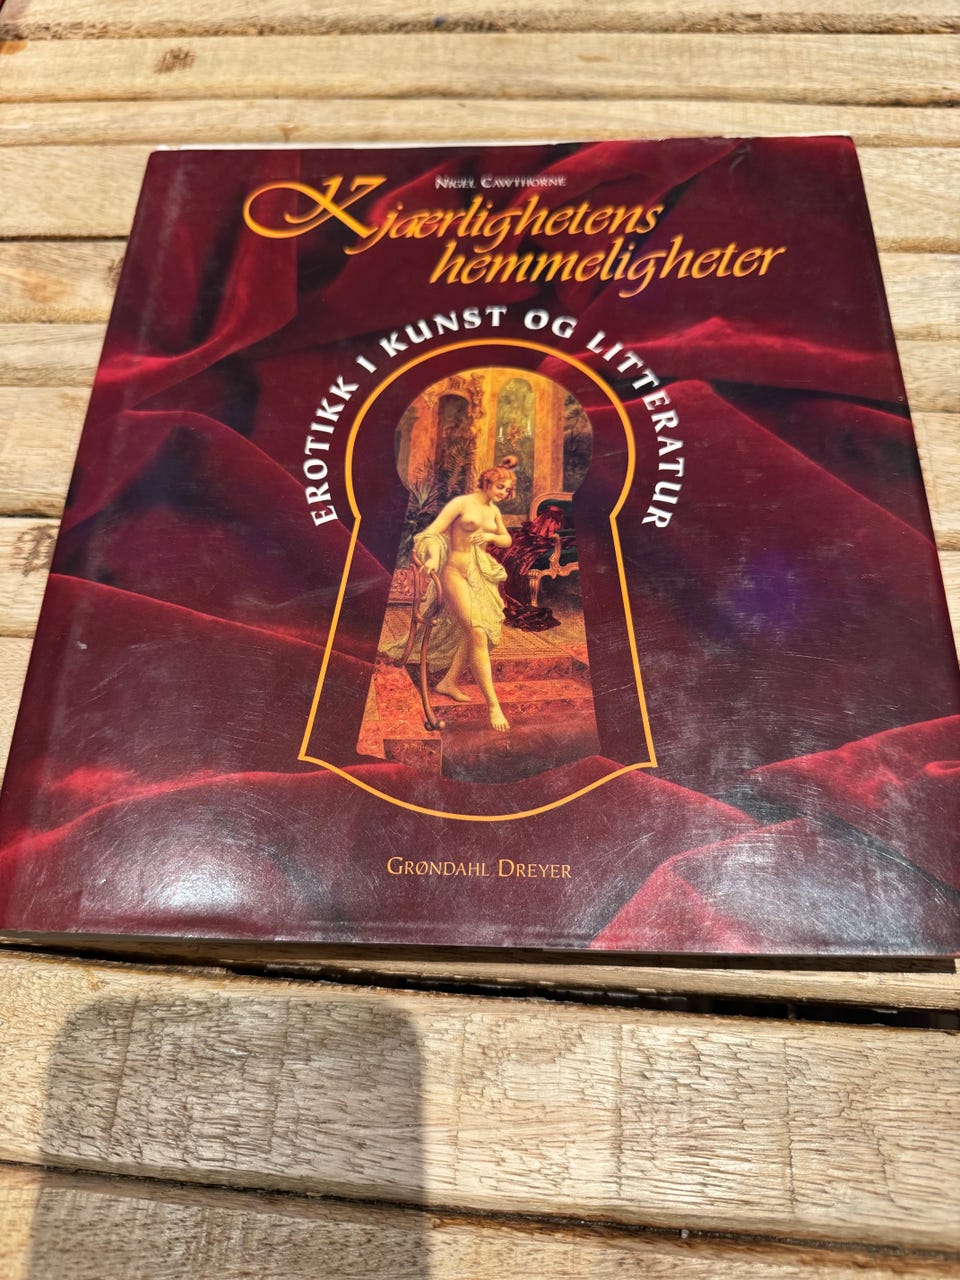 Nigel Cawthorne
Kjærlighetens
hemmeligheter
EROTIKK I KUNST OG LITTERATUR
Grøndahl Dreyer